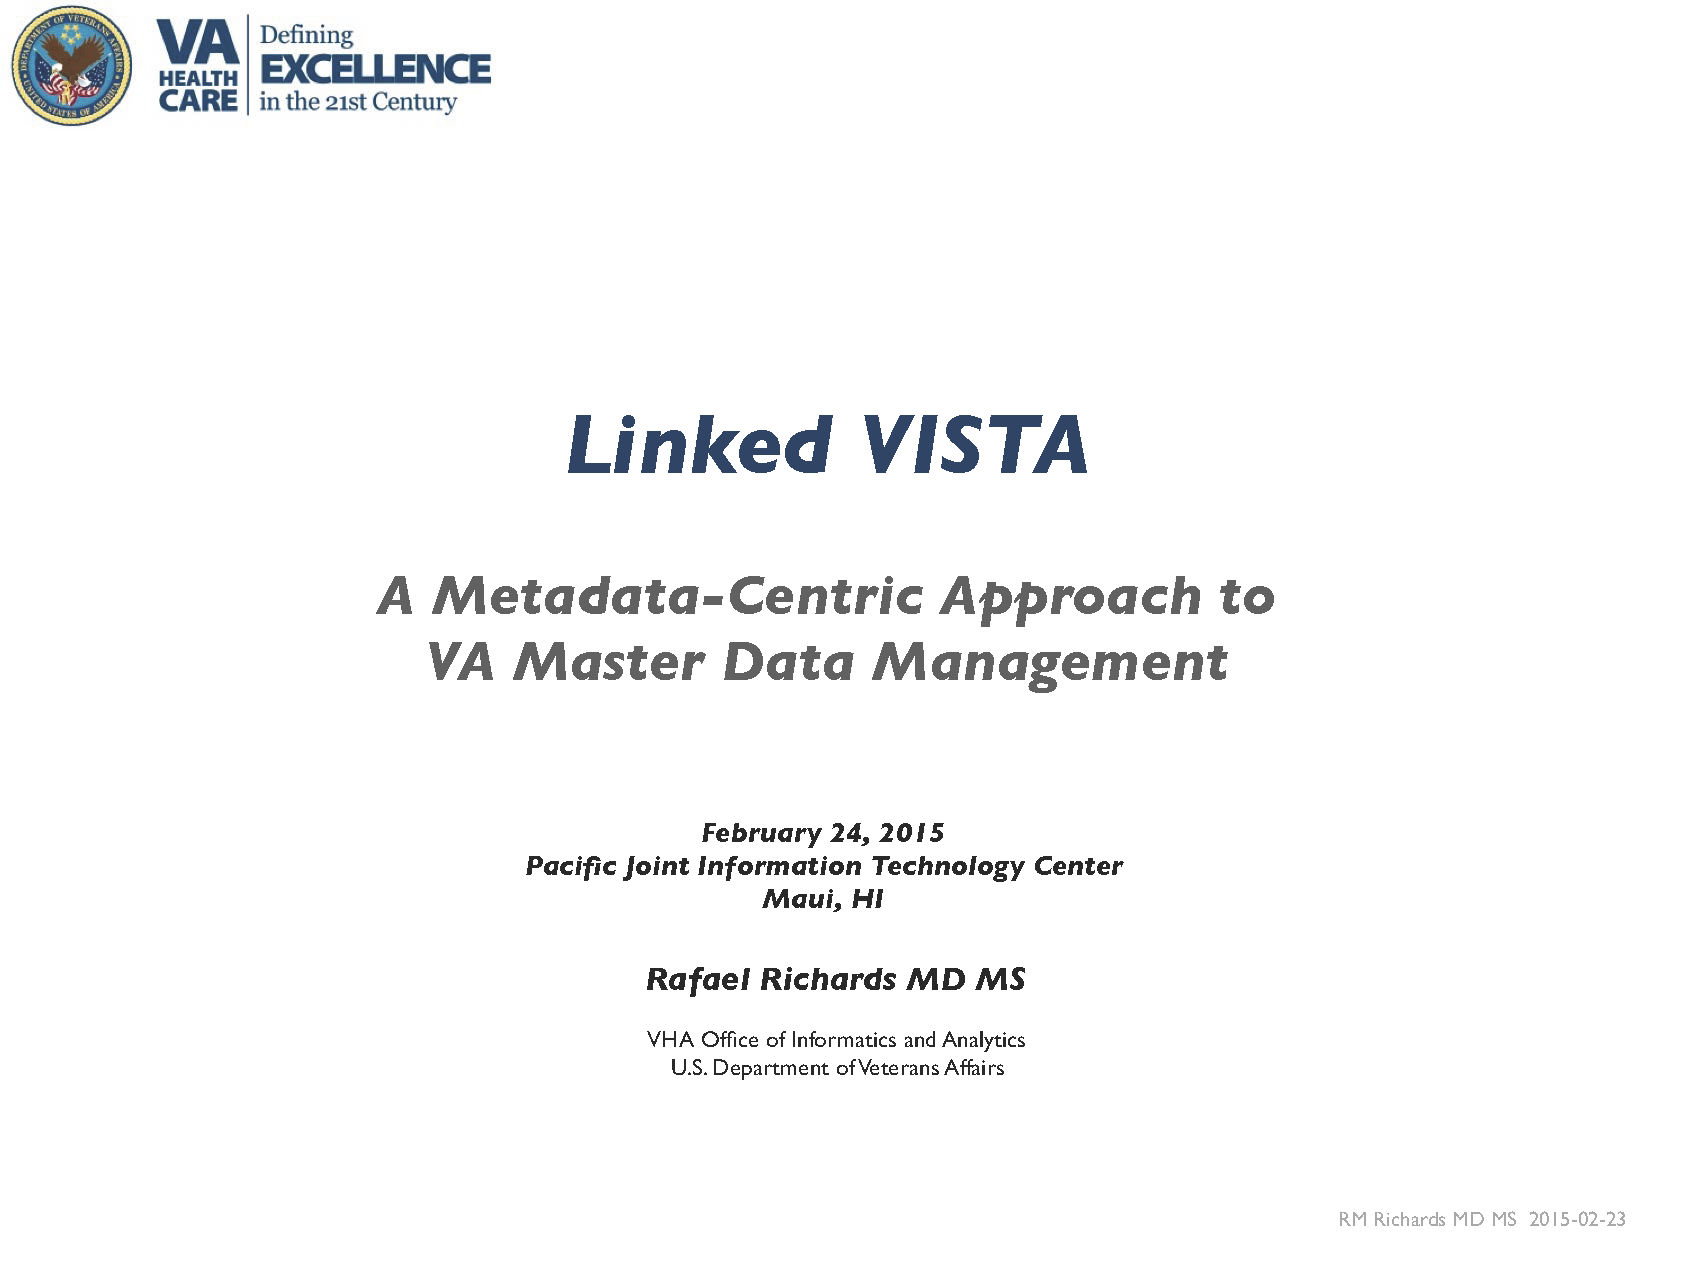 DEPARTMENT OF VETERANS AFFAIRS
UNITED STATES OF AMERICA
VA
HEALTH
CARE
Defining
EXCELLENCE
in the 21st Century
Linked VISTA
A Metadata-Centric Approach to
VA Master Data Management
February 24, 2015
Pacific Joint Information Technology Center
Maui, HI
Rafael Richards MD MS
VHA Office of Informatics and Analytics
U.S. Department of Veterans Affairs
RM Richards MD MS 2015-02-23